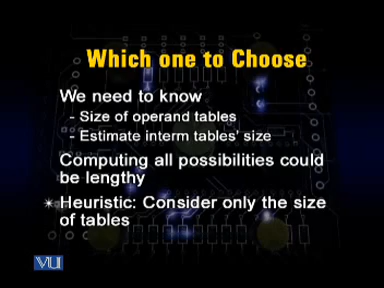 Which one to Choose
We need to know
- Size of operand tables
- Estimate interm tables' size
Computing all possibilities could
be lengthy
Heuristic: Consider only the size
of tables
VU